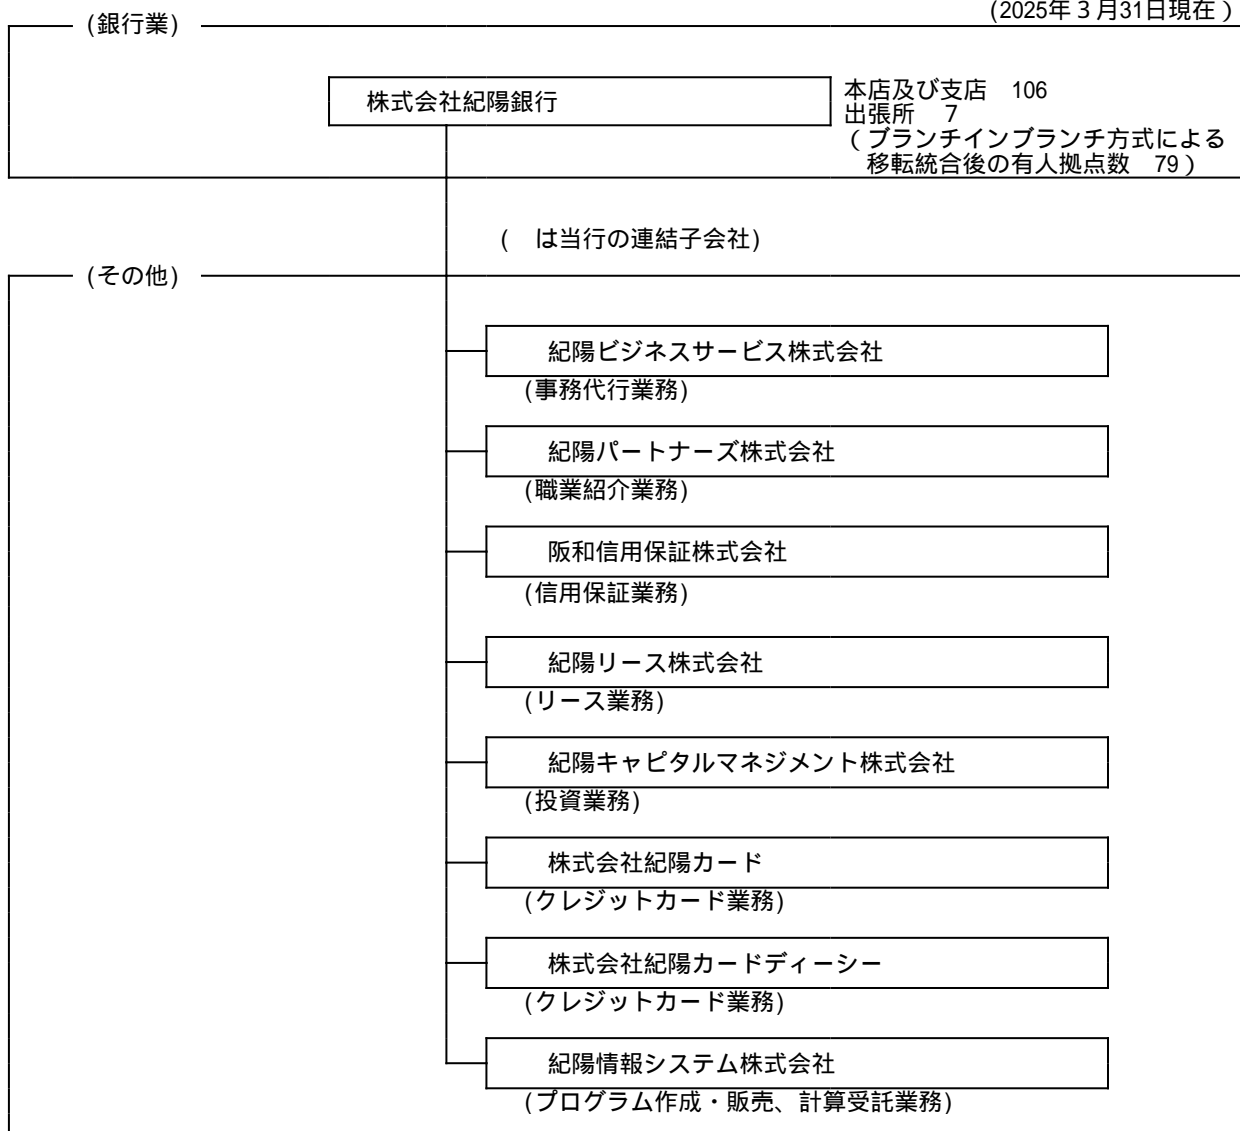 (2025年３月31日現在)
(銀行業)
株式会社紀陽銀行
本店及び支店　106
出張所　7
(ブランチインブランチ方式による
移転統合後の有人拠点数　79)
(　は当行の連結子会社)
(その他)
紀陽ビジネスサービス株式会社
(事務代行業務)
紀陽パートナーズ株式会社
(職業紹介業務)
阪和信用保証株式会社
(信用保証業務)
紀陽リース株式会社
(リース業務)
紀陽キャピタルマネジメント株式会社
(投資業務)
株式会社紀陽カード
(クレジットカード業務)
株式会社紀陽カードディーシー
(クレジットカード業務)
紀陽情報システム株式会社
(プログラム作成・販売、計算受託業務)